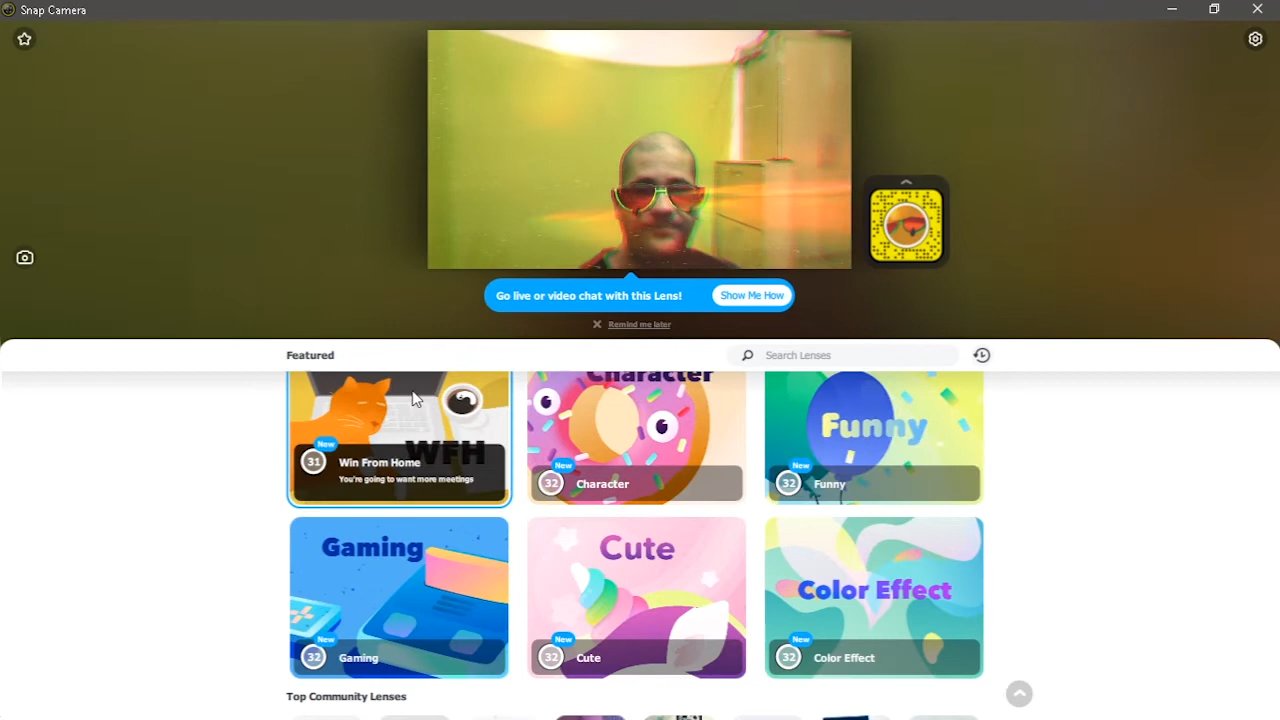 Snap Camera
Go live or video chat with this Lens!
Show Me How
Remind me later
Featured
Search Lenses
WFH
New
31
Win From Home
You're going to want more meetings
Character
New
32
Character
Funny
New
32
Funny
Gaming
New
32
Gaming
Cute
New
32
Cute
Color Effect
New
32
Color Effect
Top Community Lenses